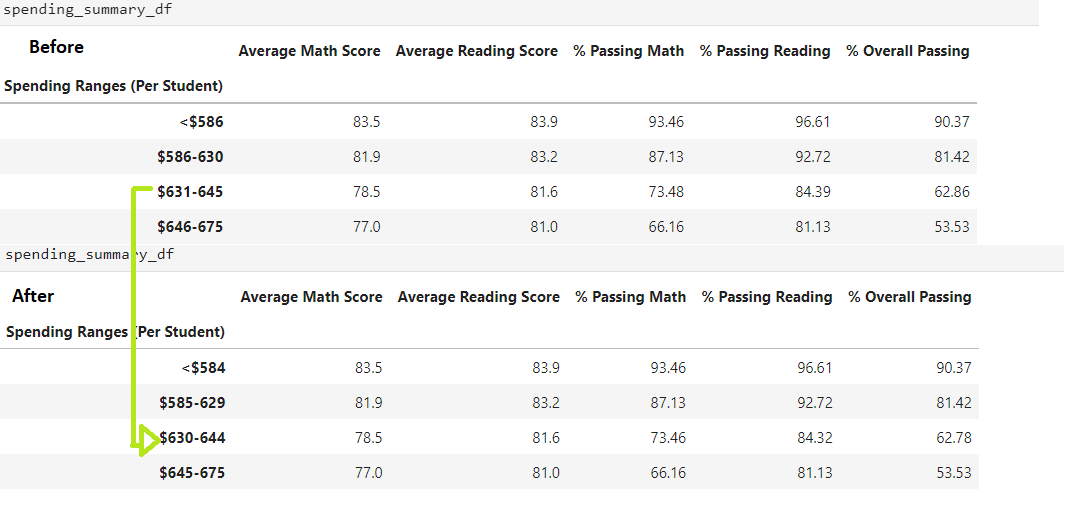 spending_summary_df
Before
Average Math Score Average Reading Score % Passing Math % Passing Reading % Overall Passing
Spending Ranges (Per Student)
<$586 83.5 83.9 93.46 96.61 90.37
$586-630 81.9 83.2 87.13 92.72 81.42
$631-645 78.5 81.6 73.48 84.39 62.86
$646-675 77.0 81.0 66.16 81.13 53.53
spending_summary_df
After
Average Math Score Average Reading Score % Passing Math % Passing Reading % Overall Passing
Spending Ranges (Per Student)
<$584 83.5 83.9 93.46 96.61 90.37
$585-629 81.9 83.2 87.13 92.72 81.42
$630-644 78.5 81.6 73.46 84.32 62.78
$645-675 77.0 81.0 66.16 81.13 53.53